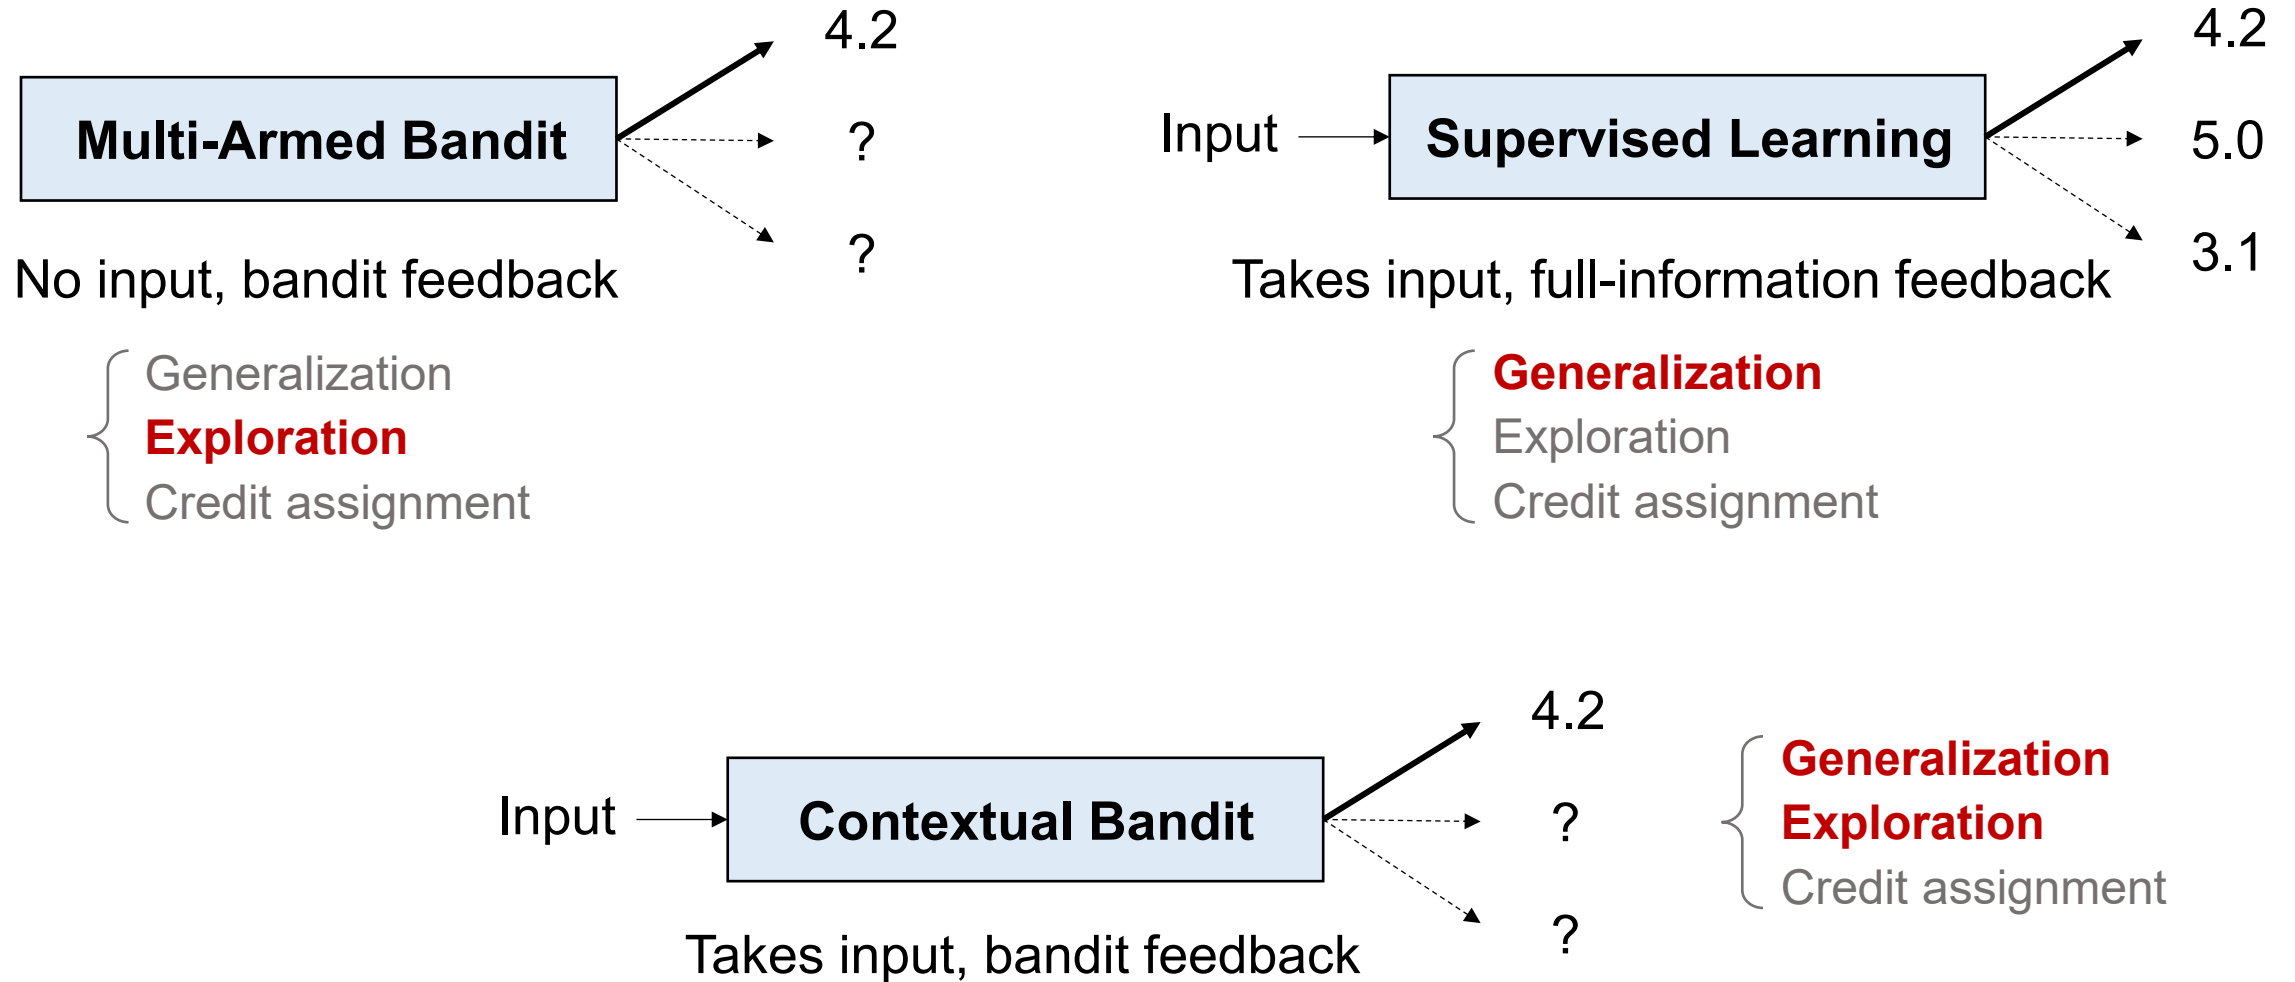 4.2
Multi-Armed Bandit
?
?
No input, bandit feedback
Generalization
Exploration
Credit assignment
4.2
Input
Supervised Learning
5.0
3.1
Takes input, full-information feedback
Generalization
Exploration
Credit assignment
4.2
Input
Contextual Bandit
?
?
Takes input, bandit feedback
Generalization
Exploration
Credit assignment